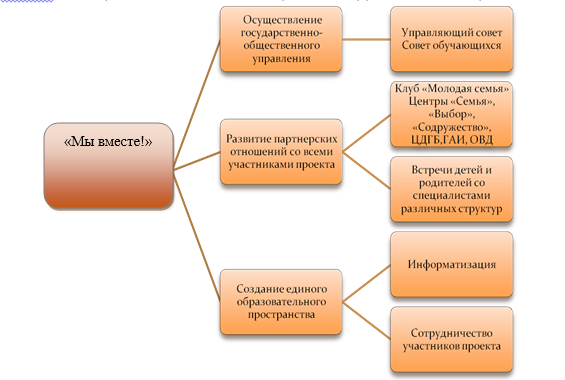 «Мы вместе!»
Осуществление
государственно-
общественного
управления
Управляющий совет
Совет обучающихся
Развитие партнерских
отношений со всеми
участниками проекта
Клуб «Молодая семья»
Центры «Семья»,
«Выбор»,
«Содружество»,
ЦДГБ,ГАИ, ОВД
Встречи детей и
родителей со
специалистами
различных структур
Создание единого
образовательного
пространства
Информатизация
Сотрудничество
участников проекта